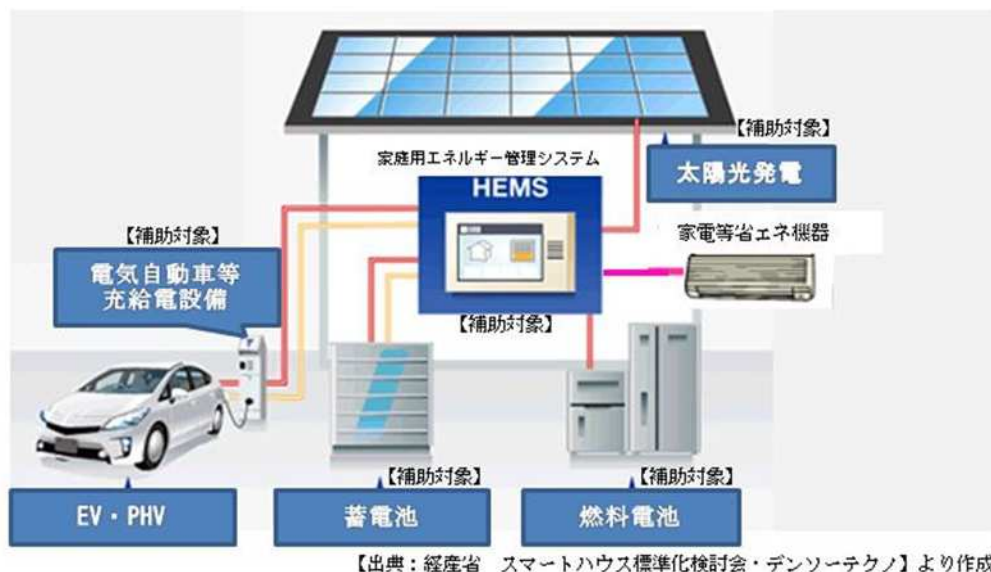 【補助対象】
太陽光発電
家庭用エネルギー管理システム
HEMS
家電等省エネ機器
【補助対象】
電気自動車等
充給電設備
【補助対象】
EV・PHV
【補助対象】
蓄電池
【補助対象】
燃料電池
【出典：経産省　スマートハウス標準化検討会・デンソーテクノ】より作成